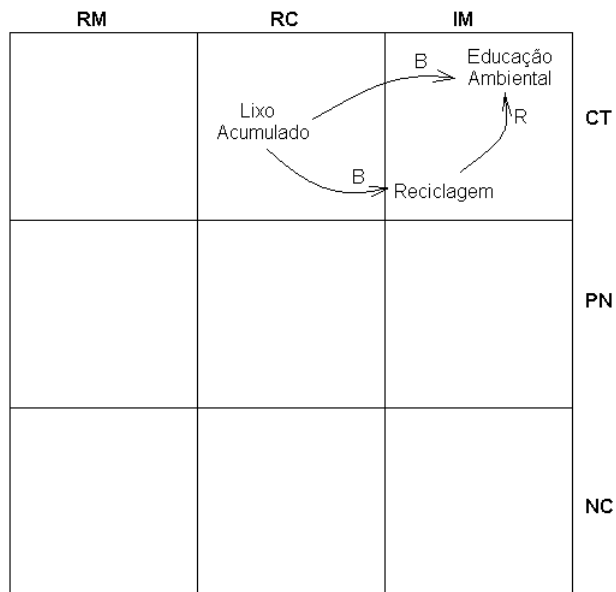 RM
RC
IM
B
Educação
Ambiental
Lixo
Acumulado
R
CT
B
Reciclagem
PN
NC